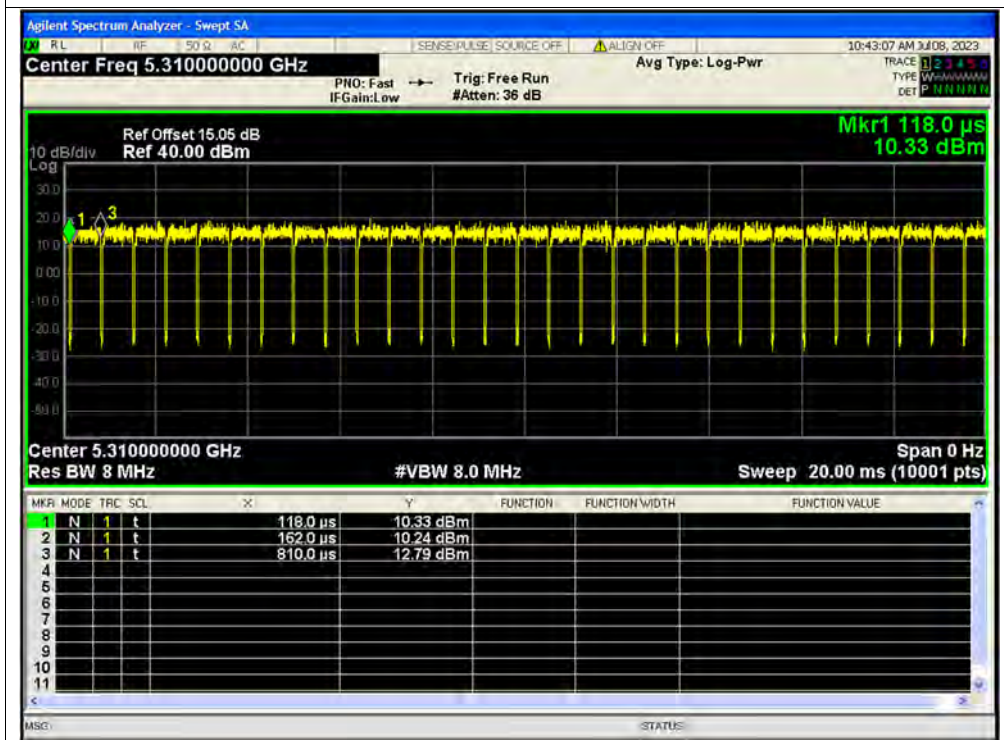 Agilent Spectrum Analyzer - Swept SA
RL RF 50 Ω AC SENSE:PULSE SOURCE OFF ALIGN OFF 10:43:07 AM Jul 08, 2023
Center Freq 5.310000000 GHz Avg Type: Log-Pwr TRACE 1 2 3 4 5 6
PNO: Fast Trig: Free Run TYPE
IFGain:Low #Atten: 36 dB DET P N N N N N
Mkr1 118.0 µs
Ref Offset 15.05 dB
10 dB/div Ref 40.00 dBm 10.33 dBm
Log
30.0
20.0
1 3
10.0
0.00
-10.0
-20.0
-30.0
-40.0
-50.0
Center 5.310000000 GHz Span 0 Hz
Res BW 8 MHz #VBW 8.0 MHz Sweep 20.00 ms (10001 pts)
MKR MODE TRC SCL X Y FUNCTION FUNCTION WIDTH FUNCTION VALUE
1 N 1 t 118.0 µs 10.33 dBm
2 N 1 t 162.0 µs 10.24 dBm
3 N 1 t 810.0 µs 12.79 dBm
4
5
6
7
8
9
10
11
MSG STATUS